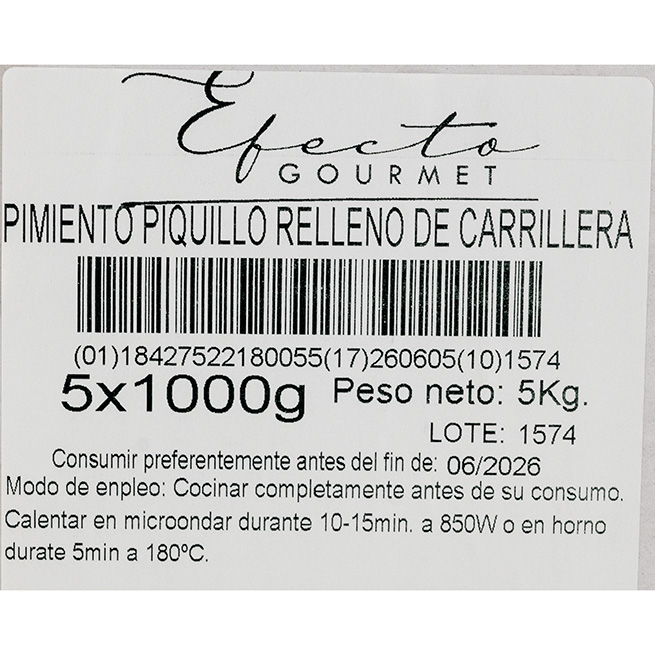 Efecto
GOURMET
PIMIENTO PIQUILLO RELLENO DE CARRILLERA
(01)18427522180055(17)260605(10)1574
5x1000g Peso neto: 5Kg.
LOTE: 1574
Consumir preferentemente antes del fin de: 06/2026
Modo de enpleo: Cocinar completamente antes de su consumo.
Calentar en microondar durante 10-15min. a 850W o en horno
durate 5min a 180ºC.